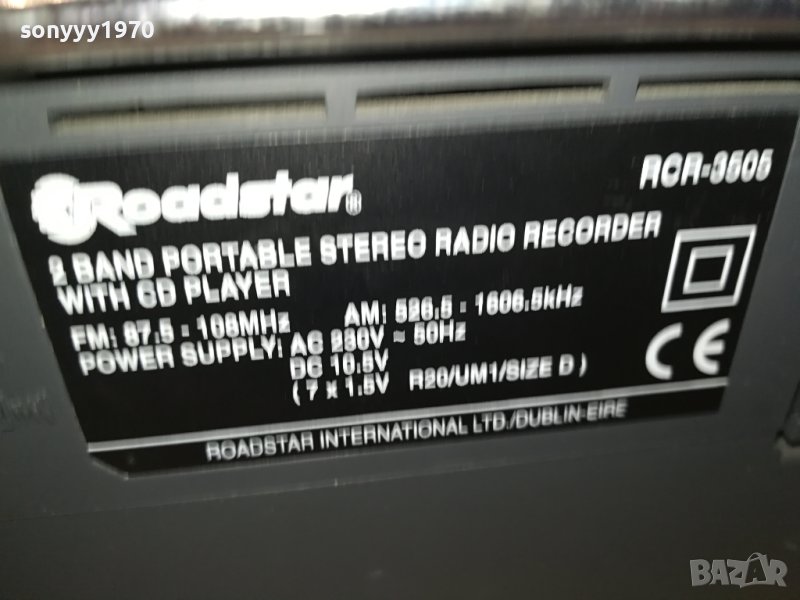 sonyyy1970
Roadstar®
RCR-3505
2 BAND PORTABLE STEREO RADIO RECORDER
WITH CD PLAYER
FM: 87.5 - 108MHz AM: 526.5 - 1606.5kHz
POWER SUPPLY: AC 230V ~ 50Hz
DC 10.5V
( 7 x 1.5V R20/UM1/SIZE D )
CE
ROADSTAR INTERNATIONAL LTD./DUBLIN-EIRE
BAZAR